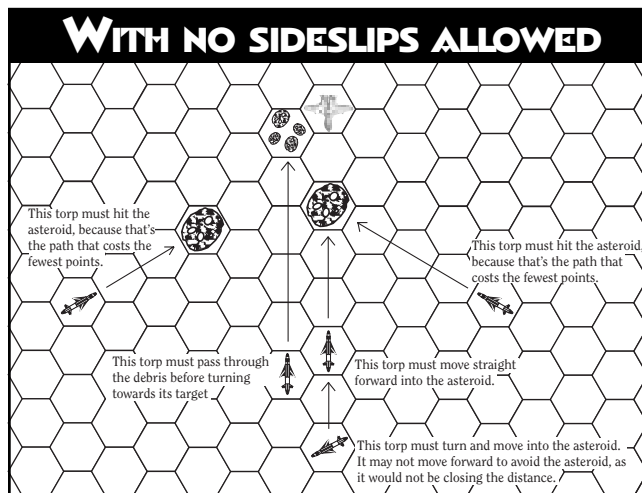 WITH NO SIDESLIPS ALLOWED
This torp must hit the
asteroid, because that's
the path that costs the
fewest points.
This torp must hit the asteroid,
because that's the path that
costs the fewest points.
This torp must pass through
the debris before turning
towards its target
This torp must move straight
forward into the asteroid.
This torp must turn and move into the asteroid.
It may not move forward to avoid the asteroid, as
it would not be closing the distance.